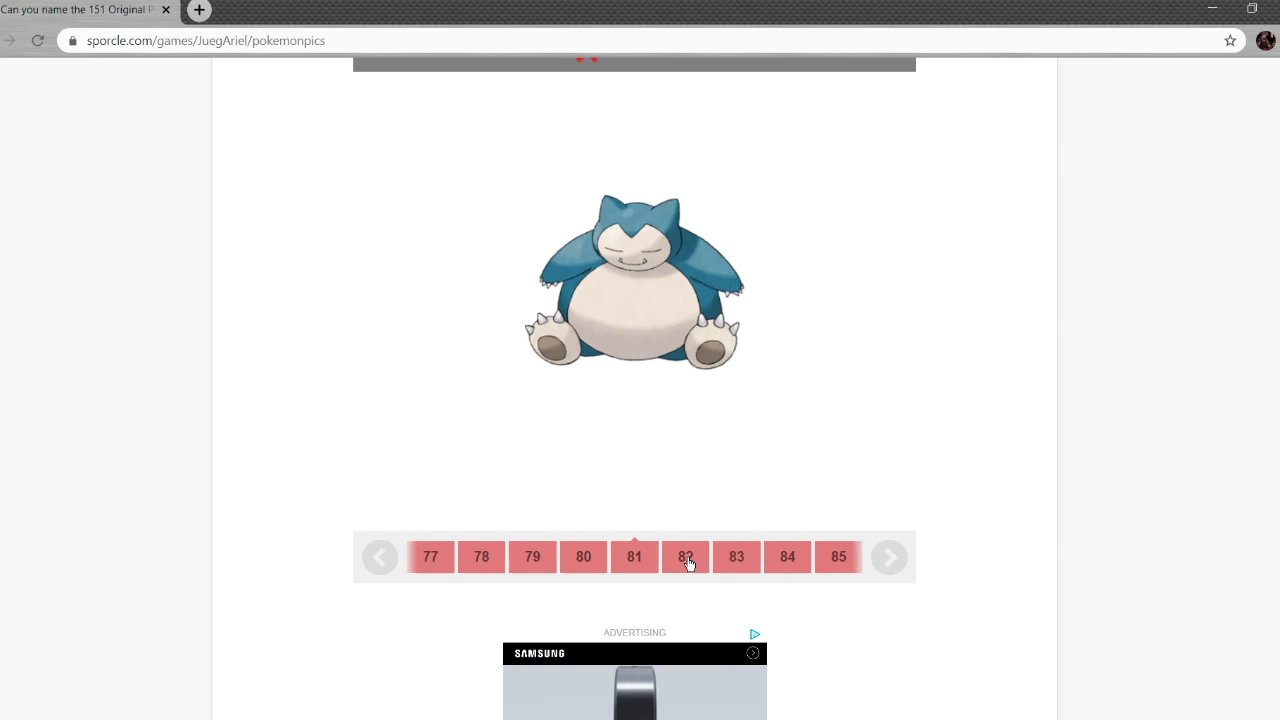 Can you name the 151 Original P
sporcle.com/games/JuegAriel/pokemonpics
77 78 79 80 81 82 83 84 85
ADVERTISING
SAMSUNG